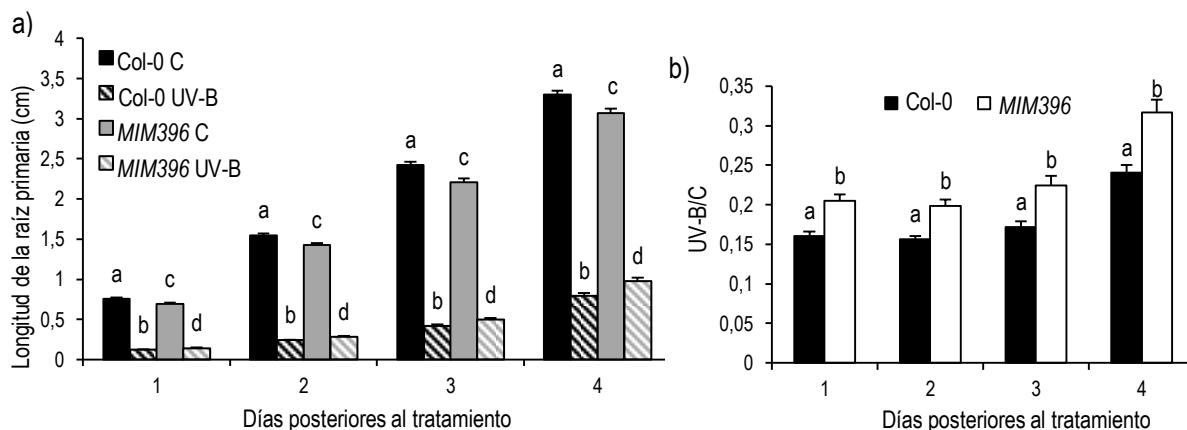 a)
Longitud de la raíz primaria (cm)
4
3,5
3
2,5
2
1,5
1
0,5
0
Col-0 C
Col-0 UV-B
MIM396 C
MIM396 UV-B
a
b
c
d
a
b
c
d
a
b
c
d
a
b
c
d
1
2
3
4
Días posteriores al tratamiento
b)
UV-B/C
0,35
0,3
0,25
0,2
0,15
0,1
0,05
0
Col-0
MIM396
a
b
a
b
a
b
a
b
1
2
3
4
Días posteriores al tratamiento